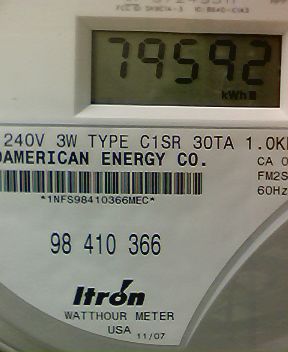 79592
kWh
240V 3W TYPE C1SR 30TA 1.0K
AMERICAN ENERGY CO.
CA 0
FM2S
60Hz
*1NFS98410366MEC*
98 410 366
Itron
WATTHOUR METER
USA 11/07